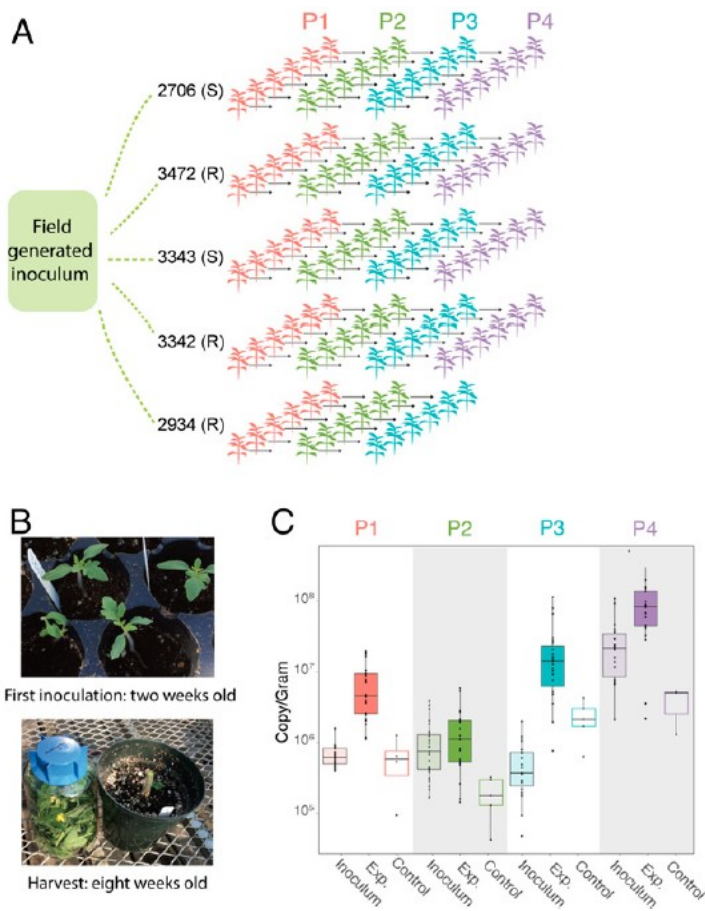 A
P1 P2 P3 P4
2706 (S)
3472 (R)
Field
generated
inoculum
3343 (S)
3342 (R)
2934 (R)
B
First inoculation: two weeks old
Harvest: eight weeks old
C
P1 P2 P3 P4
Copy/Gram
10⁸
10⁷
10⁶
10⁵
Inoculum Exp. Control Inoculum Exp. Control Inoculum Exp. Control Inoculum Exp. Control